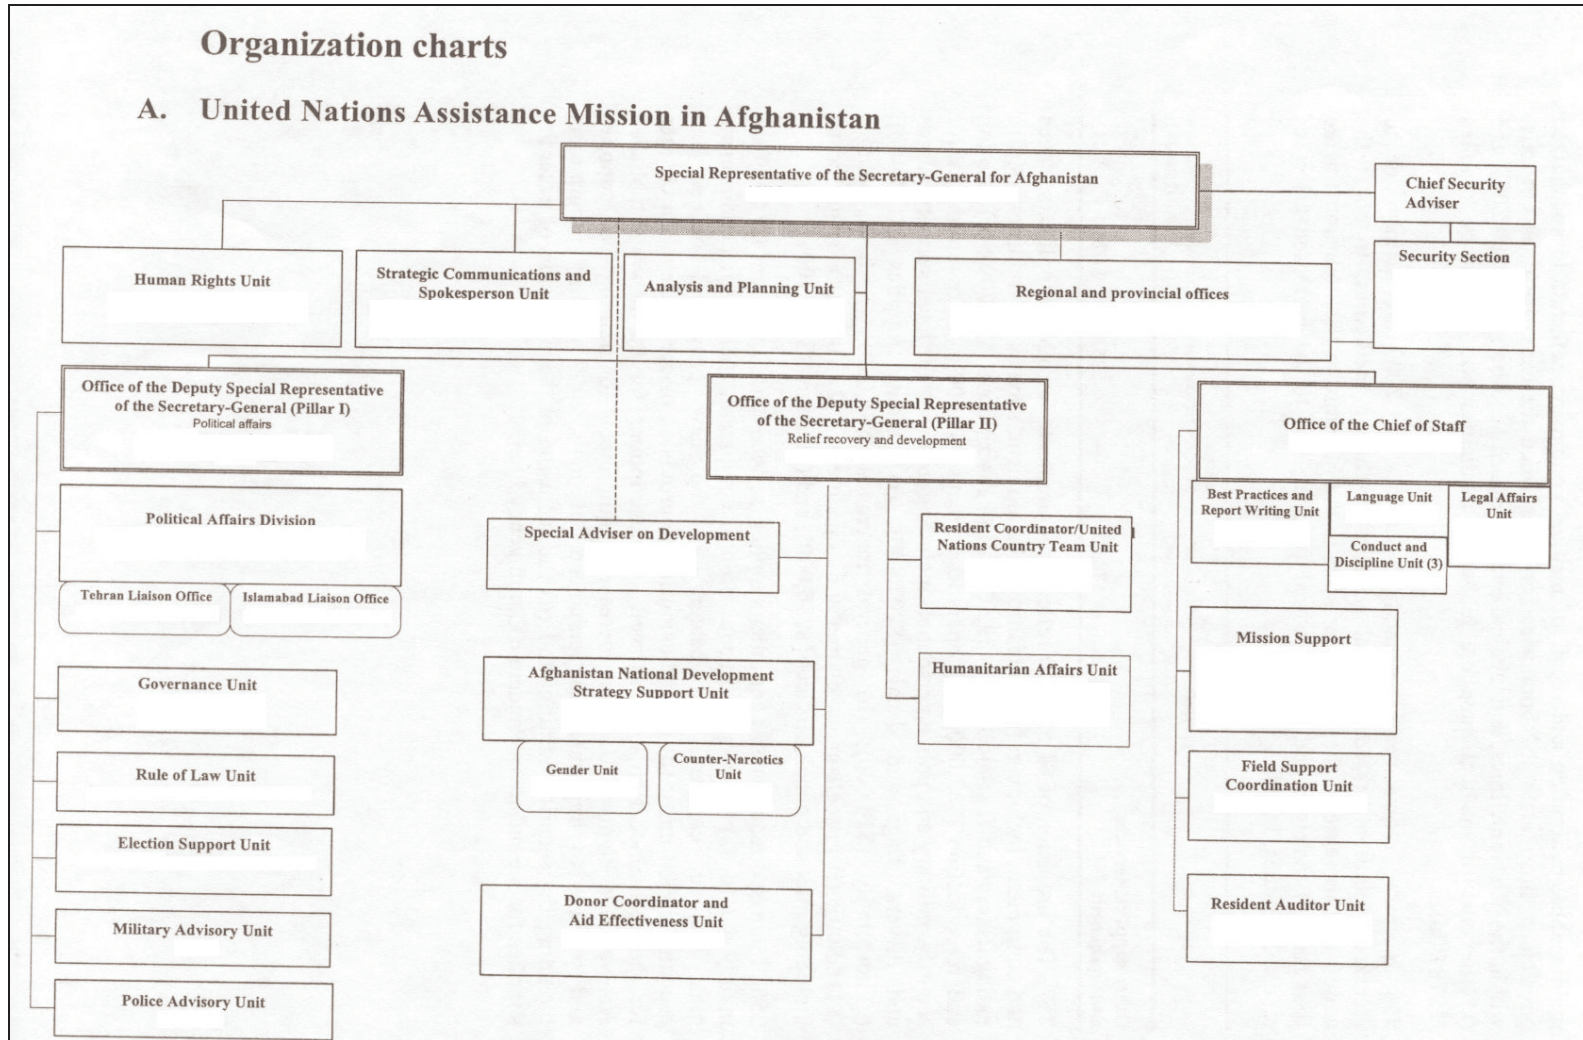 Organization charts
A. United Nations Assistance Mission in Afghanistan
Special Representative of the Secretary-General for Afghanistan
Chief Security
Adviser
Security Section
Human Rights Unit
Strategic Communications and
Spokesperson Unit
Analysis and Planning Unit
Regional and provincial offices
Office of the Deputy Special Representative
of the Secretary-General (Pillar I)
Political affairs
Office of the Deputy Special Representative
of the Secretary-General (Pillar II)
Relief recovery and development
Office of the Chief of Staff
Best Practices and
Report Writing Unit
Language Unit
Legal Affairs
Unit
Conduct and
Discipline Unit (3)
Political Affairs Division
Tehran Liaison Office
Islamabad Liaison Office
Special Adviser on Development
Resident Coordinator/United
Nations Country Team Unit
Mission Support
Governance Unit
Afghanistan National Development
Strategy Support Unit
Humanitarian Affairs Unit
Gender Unit
Counter-Narcotics
Unit
Rule of Law Unit
Field Support
Coordination Unit
Election Support Unit
Donor Coordinator and
Aid Effectiveness Unit
Resident Auditor Unit
Military Advisory Unit
Police Advisory Unit